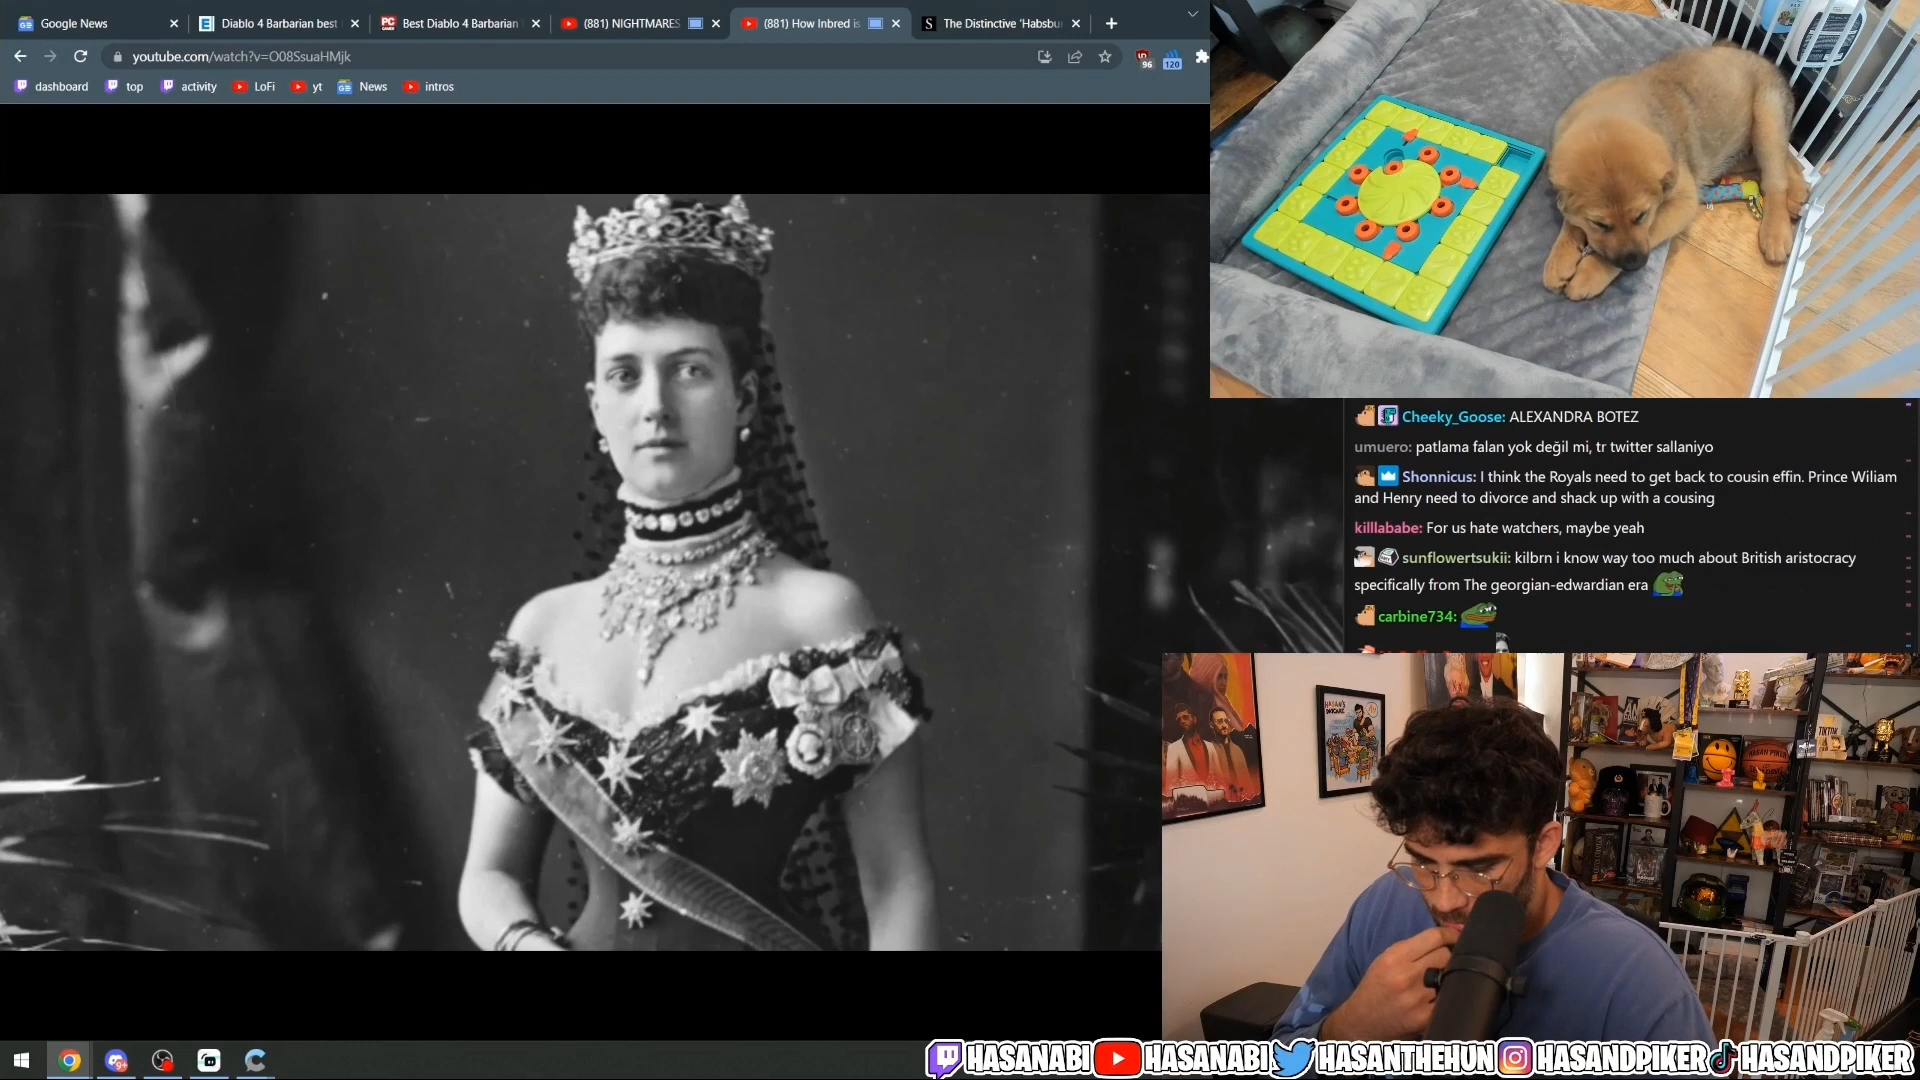 Google News
Diablo 4 Barbarian best
Best Diablo 4 Barbarian
(881) NIGHTMARES
(881) How Inbred is
The Distinctive 'Habsbu
youtube.com/watch?v=O08SsuaHMjk
96
120
dashboard
top
activity
LoFi
yt
News
intros
Cheeky_Goose: ALEXANDRA BOTEZ
umuero: patlama falan yok değil mi, tr twitter sallaniyo
Shonnicus: I think the Royals need to get back to cousin effin. Prince Wiliam
and Henry need to divorce and shack up with a cousing
killlababe: For us hate watchers, maybe yeah
sunflowertsukii: kilbrn i know way too much about British aristocracy
specifically from The georgian-edwardian era
carbine734:
HASANABI HASANABI HASANTHEHUN HASANDPIKER HASANDPIKER